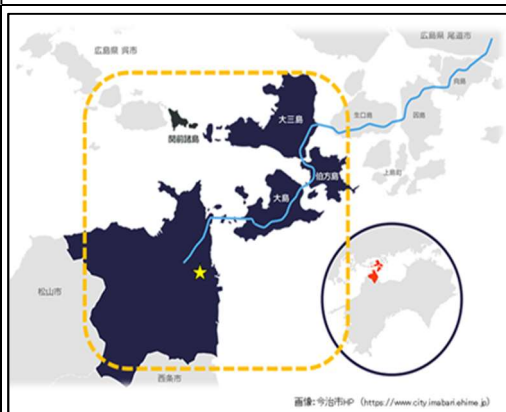 広島県 呉市
広島県 尾道市
大三島
生口島
因島
向島
関前諸島
伯方島
上島町
大島
松山市
西条市
画像:今治市HP (https://www.city.imabari.ehime.jp)